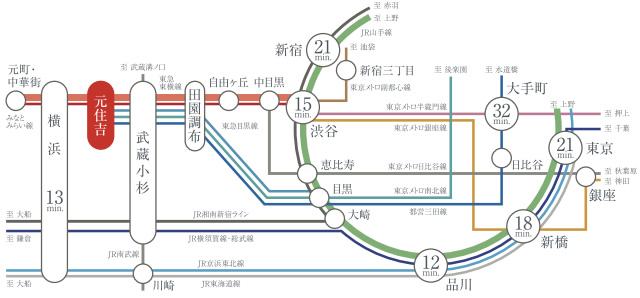 至 赤羽
至 上野
JR山手線
新宿
21
min.
至 池袋
新宿三丁目
東京メトロ副都心線
至 後楽園
至 水道橋
大手町
32
min.
元町・
中華街
みなと
みらい線
至 武蔵溝ノ口
東急
東横線
元住吉
田園調布
自由ヶ丘
中目黒
15
min.
渋谷
東京メトロ半蔵門線
至 押上
東京メトロ銀座線
至 上野
至 千葉
21
min.
東京
横浜
13
min.
武蔵小杉
東急目黒線
恵比寿
東京メトロ日比谷線
日比谷
至 秋葉原
至 神田
銀座
目黒
東京メトロ南北線
都営三田線
大崎
至 大船
JR湘南新宿ライン
至 鎌倉
JR横須賀線・総武線
18
min.
新橋
JR南武線
JR京浜東北線
12
min.
品川
至 大船
川崎
JR東海道線